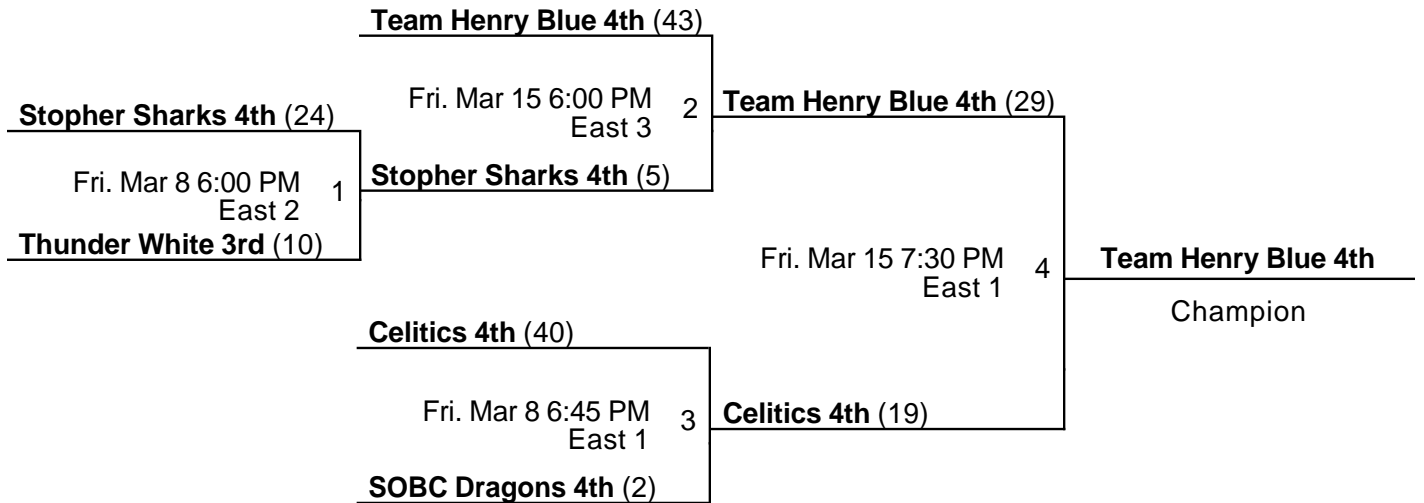 Team Henry Blue 4th (43)
Fri. Mar 15 6:00 PM
East 3
2
Team Henry Blue 4th (29)
Stopher Sharks 4th (24)
Fri. Mar 8 6:00 PM
East 2
1
Stopher Sharks 4th (5)
Thunder White 3rd (10)
Fri. Mar 15 7:30 PM
East 1
4
Team Henry Blue 4th
Champion
Celitics 4th (40)
Fri. Mar 8 6:45 PM
East 1
3
Celitics 4th (19)
SOBC Dragons 4th (2)